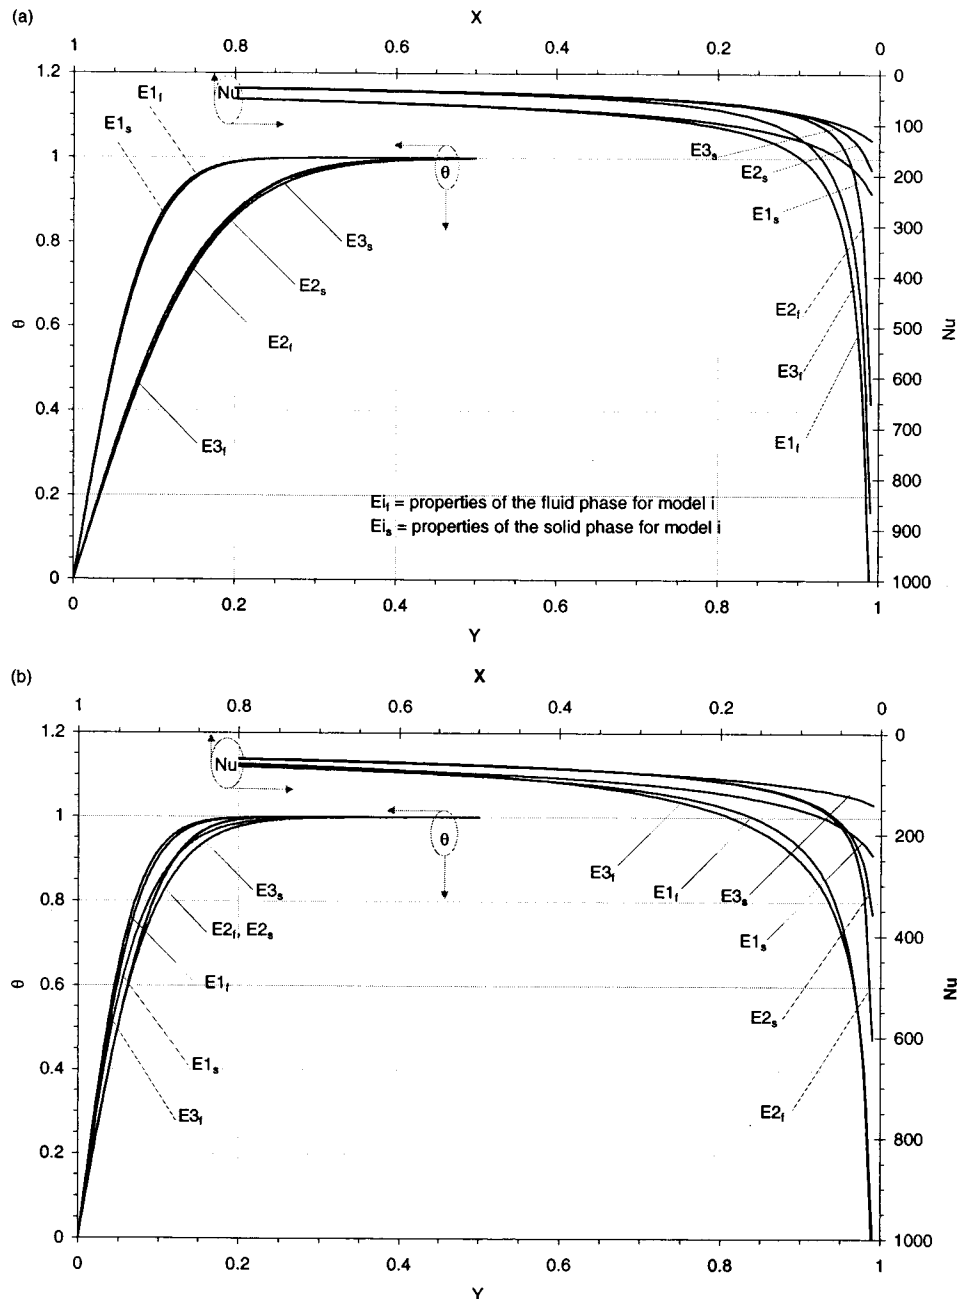 (a)
X
1 0.8 0.6 0.4 0.2 0
1.2
1
0.8
0.6
0.4
0.2
0
θ
0
100
200
300
400
500
600
700
800
900
1000
Nu
Nu
θ
E1f
E1s
E3s
E2s
E2f
E3f
E3s
E2s
E1s
E2f
E3f
E1f
Eif = properties of the fluid phase for model i
Eis = properties of the solid phase for model i
0 0.2 0.4 0.6 0.8 1
Y
(b)
X
1 0.8 0.6 0.4 0.2 0
1.2
1
0.8
0.6
0.4
0.2
0
θ
0
200
400
600
800
1000
Nu
Nu
θ
E3s
E2f, E2s
E1f
E1s
E3f
E3f
E1f
E3s
E1s
E2s
E2f
0 0.2 0.4 0.6 0.8 1
Y